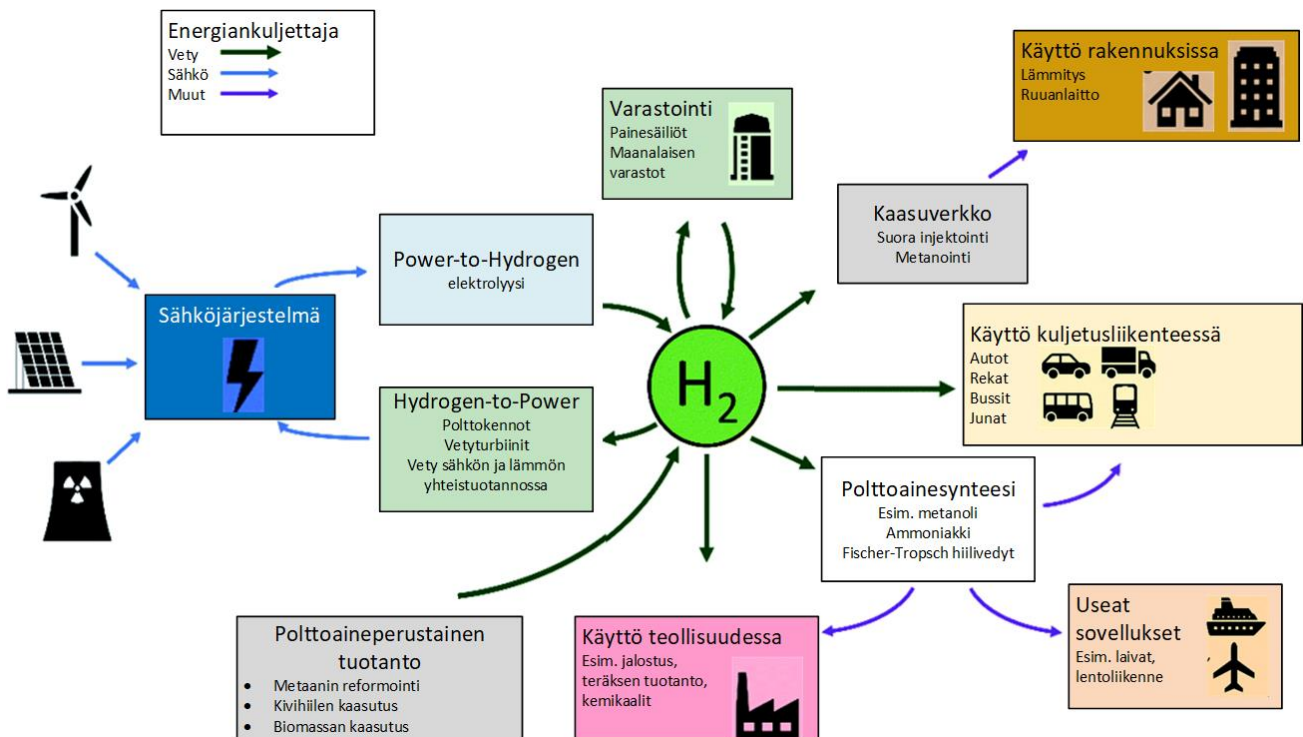 Energiankuljettaja
Vety
Sähkö
Muut
Varastointi
Painesäiliöt
Maanalaisen
varastot
Käyttö rakennuksissa
Lämmitys
Ruuanlaitto
Kaasuverkko
Suora injektointi
Metanointi
Power-to-Hydrogen
elektrolyysi
Sähköjärjestelmä
H2
Käyttö kuljetusliikenteessä
Autot
Rekat
Bussit
Junat
Hydrogen-to-Power
Polttokennot
Vetyturbiinit
Vety sähkön ja lämmön
yhteistuotannossa
Polttoainesynteesi
Esim. metanoli
Ammoniakki
Fischer-Tropsch hiilivedyt
Polttoaineperustainen
tuotanto
• Metaanin reformointi
• Kivihiilen kaasutus
• Biomassan kaasutus
Käyttö teollisuudessa
Esim. jalostus,
teräksen tuotanto,
kemikaalit
Useat
sovellukset
Esim. laivat,
lentoliikenne